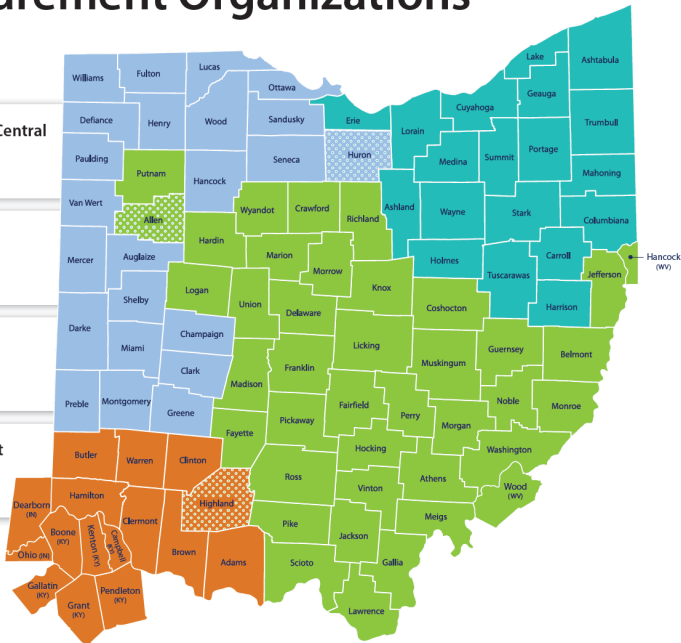 urement Organizations
Central
t
Williams
Fulton
Lucas
Ottawa
Defiance
Henry
Wood
Sandusky
Erie
Lorain
Cuyahoga
Lake
Geauga
Ashtabula
Trumbull
Paulding
Putnam
Hancock
Seneca
Huron
Medina
Summit
Portage
Mahoning
Van Wert
Allen
Wyandot
Crawford
Richland
Ashland
Wayne
Stark
Columbiana
Mercer
Auglaize
Hardin
Marion
Morrow
Knox
Holmes
Tuscarawas
Carroll
Jefferson
Hancock
(WV)
Shelby
Logan
Union
Delaware
Coshocton
Harrison
Darke
Miami
Champaign
Clark
Madison
Franklin
Licking
Muskingum
Guernsey
Belmont
Preble
Montgomery
Greene
Fayette
Pickaway
Fairfield
Perry
Morgan
Noble
Monroe
Butler
Warren
Clinton
Ross
Hocking
Vinton
Athens
Washington
Wood
(WV)
Dearborn
(IN)
Hamilton
Clermont
Highland
Pike
Jackson
Meigs
Ohio (IN)
Boone
(KY)
Kenton (KY)
Campbell
(KY)
Brown
Adams
Scioto
Gallia
Gallatin
(KY)
Grant
(KY)
Pendleton
(KY)
Lawrence